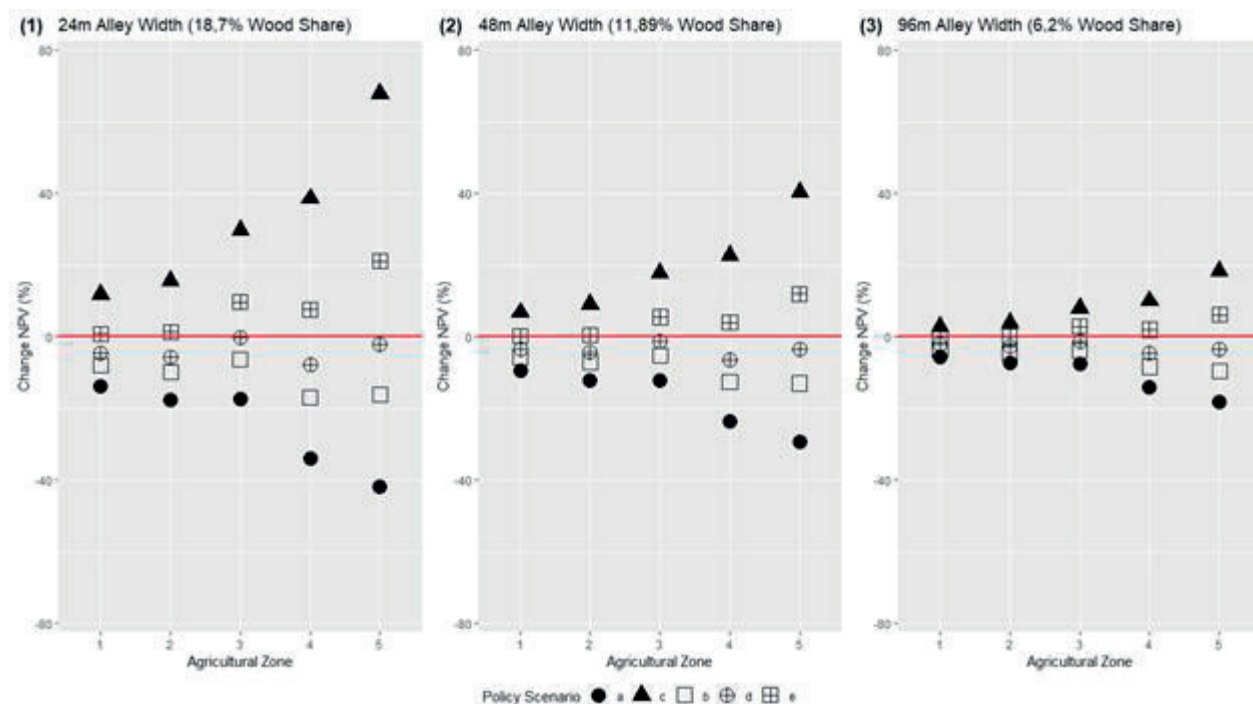 (1) 24m Alley Width (18,7% Wood Share)
80
40
0
-40
-80
Change NPV (%)
1 2 3 4 5
Agricultural Zone
(2) 48m Alley Width (11,89% Wood Share)
80
40
0
-40
-80
Change NPV (%)
1 2 3 4 5
Agricultural Zone
(3) 96m Alley Width (6,2% Wood Share)
80
40
0
-40
-80
Change NPV (%)
1 2 3 4 5
Agricultural Zone
Policy Scenario a c b d e